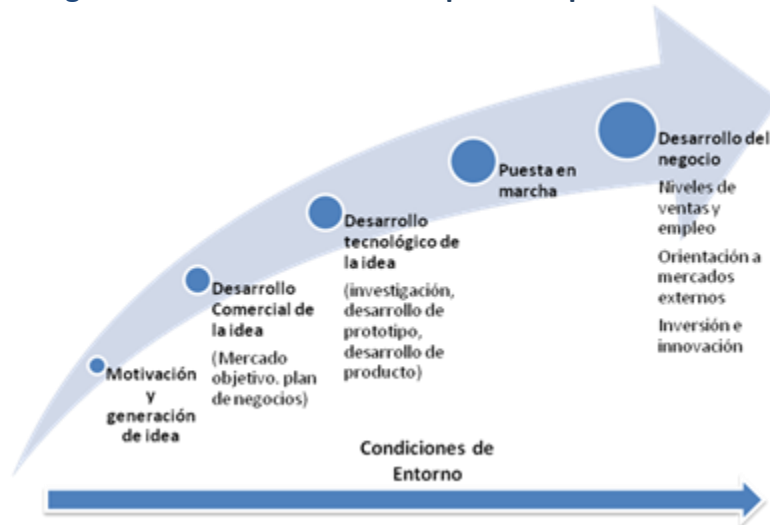 Motivación
y
generación
de idea
Desarrollo
Comercial de
la idea
(Mercado
objetivo. plan
de negocios)
Desarrollo
tecnológico de
la idea
(investigación,
desarrollo de
prototipo,
desarrollo de
producto)
Puesta en
marcha
Desarrollo del
negocio
Niveles de
ventas y
empleo
Orientación a
mercados
externos
Inversión e
innovación
Condiciones de
Entorno